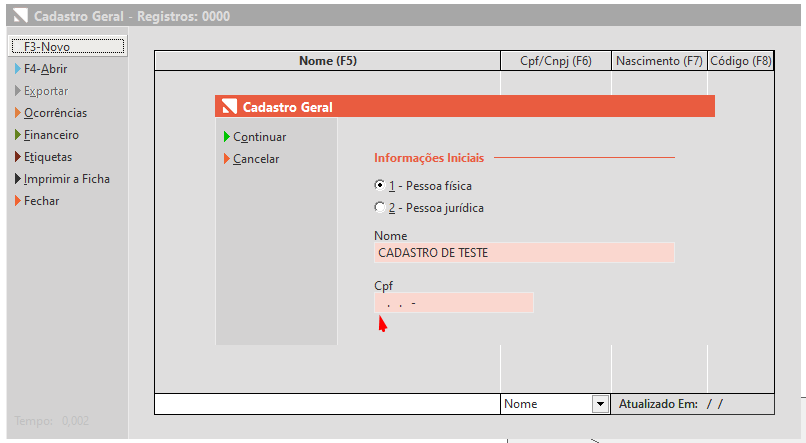 Cadastro Geral - Registros: 0000
F3-Novo
F4-Abrir
Exportar
Ocorrências
Financeiro
Etiquetas
Imprimir a Ficha
Fechar
Tempo: 0,002
Nome (F5) Cpf/Cnpj (F6) Nascimento (F7) Código (F8)
Cadastro Geral
Continuar
Cancelar
Informações Iniciais
1 - Pessoa física
2 - Pessoa jurídica
Nome
CADASTRO DE TESTE
Cpf
. . -
Nome Atualizado Em: / /